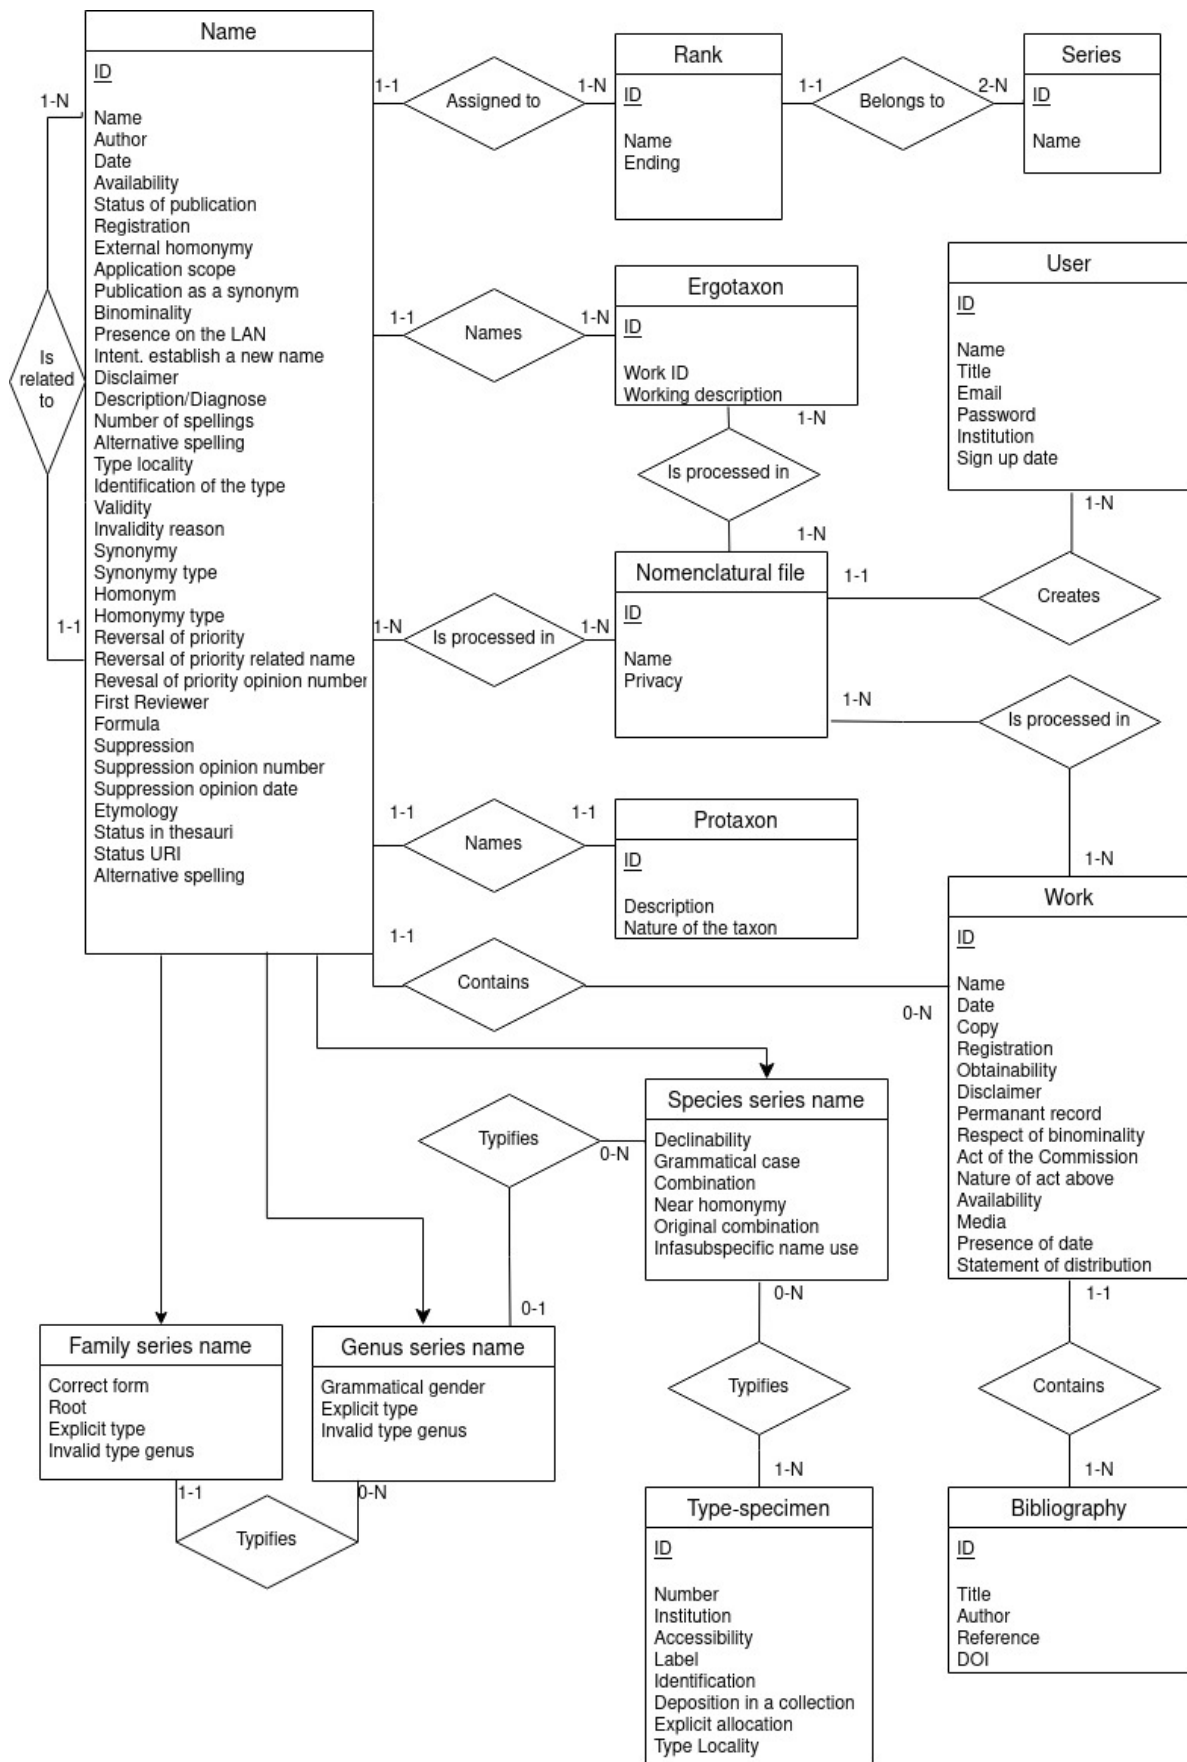 Name
ID
Name
Author
Date
Availability
Status of publication
Registration
External homonymy
Application scope
Publication as a synonym
Binominality
Presence on the LAN
Intent. establish a new name
Disclaimer
Description/Diagnose
Number of spellings
Alternative spelling
Type locality
Identification of the type
Validity
Invalidity reason
Synonymy
Synonymy type
Homonym
Homonymy type
Reversal of priority
Reversal of priority related name
Revesal of priority opinion number
First Reviewer
Formula
Suppression
Suppression opinion number
Suppression opinion date
Etymology
Status in thesauri
Status URI
Alternative spelling
1-N
Is
related
to
1-1
1-1
Assigned to
1-N
Rank
ID
Name
Ending
1-1
Belongs to
2-N
Series
ID
Name
1-1
Names
1-N
Ergotaxon
ID
Work ID
Working description
1-N
Is processed in
1-N
User
ID
Name
Title
Email
Password
Institution
Sign up date
1-N
Creates
1-1
Nomenclatural file
ID
Name
Privacy
1-N
Is processed in
1-N
1-N
Is processed in
1-N
1-1
Names
1-1
Protaxon
ID
Description
Nature of the taxon
1-1
Contains
0-N
Work
ID
Name
Date
Copy
Registration
Obtainability
Disclaimer
Permanant record
Respect of binominality
Act of the Commission
Nature of act above
Availability
Media
Presence of date
Statement of distribution
1-1
Contains
1-N
Bibliography
ID
Title
Author
Reference
DOI
Species series name
Declinability
Grammatical case
Combination
Near homonymy
Original combination
Infasubspecific name use
Typifies
0-N
0-1
0-N
Typifies
1-N
Type-specimen
ID
Number
Institution
Accessibility
Label
Identification
Deposition in a collection
Explicit allocation
Type Locality
Family series name
Correct form
Root
Explicit type
Invalid type genus
Genus series name
Grammatical gender
Explicit type
Invalid type genus
1-1
Typifies
0-N